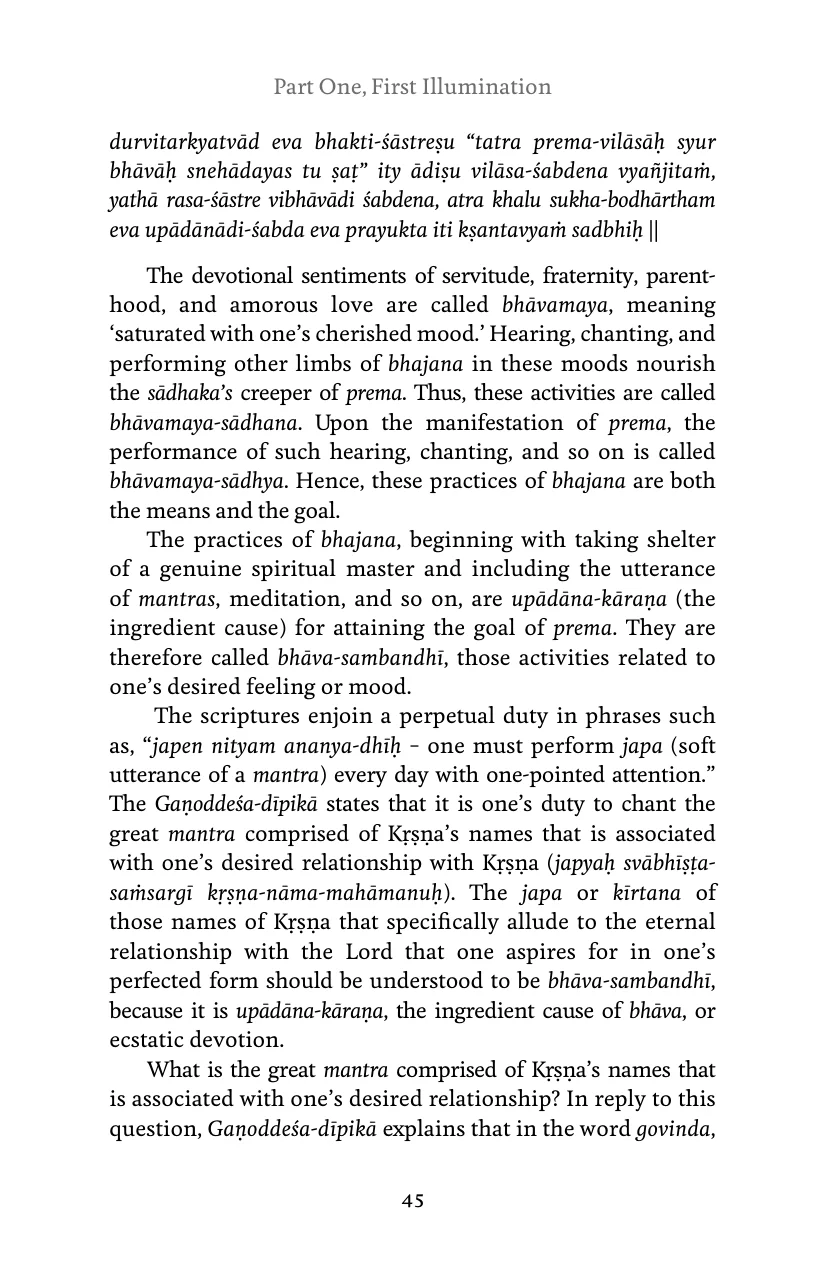 Part One, First Illumination
durvitarkyatvād eva bhakti-śāstreṣu “tatra prema-vilāsāḥ syur
bhāvāḥ snehādayas tu ṣaṭ” ity ādiṣu vilāsa-śabdena vyañjitaṁ,
yathā rasa-śāstre vibhāvādi śabdena, atra khalu sukha-bodhārtham
eva upādānādi-śabda eva prayukta iti kṣantavyaṁ sadbhiḥ ||
The devotional sentiments of servitude, fraternity, parent-
hood, and amorous love are called bhāvamaya, meaning
‘saturated with one’s cherished mood.’ Hearing, chanting, and
performing other limbs of bhajana in these moods nourish
the sādhaka’s creeper of prema. Thus, these activities are called
bhāvamaya-sādhana. Upon the manifestation of prema, the
performance of such hearing, chanting, and so on is called
bhāvamaya-sādhya. Hence, these practices of bhajana are both
the means and the goal.
The practices of bhajana, beginning with taking shelter
of a genuine spiritual master and including the utterance
of mantras, meditation, and so on, are upādāna-kāraṇa (the
ingredient cause) for attaining the goal of prema. They are
therefore called bhāva-sambandhī, those activities related to
one’s desired feeling or mood.
The scriptures enjoin a perpetual duty in phrases such
as, “japen nityam ananya-dhīḥ – one must perform japa (soft
utterance of a mantra) every day with one-pointed attention.”
The Gaṇoddeśa-dīpikā states that it is one’s duty to chant the
great mantra comprised of Kṛṣṇa’s names that is associated
with one’s desired relationship with Kṛṣṇa (japyaḥ svābhīṣṭa-
saṁsargī kṛṣṇa-nāma-mahāmanuḥ). The japa or kīrtana of
those names of Kṛṣṇa that specifically allude to the eternal
relationship with the Lord that one aspires for in one’s
perfected form should be understood to be bhāva-sambandhī,
because it is upādāna-kāraṇa, the ingredient cause of bhāva, or
ecstatic devotion.
What is the great mantra comprised of Kṛṣṇa’s names that
is associated with one’s desired relationship? In reply to this
question, Gaṇoddeśa-dīpikā explains that in the word govinda,
45